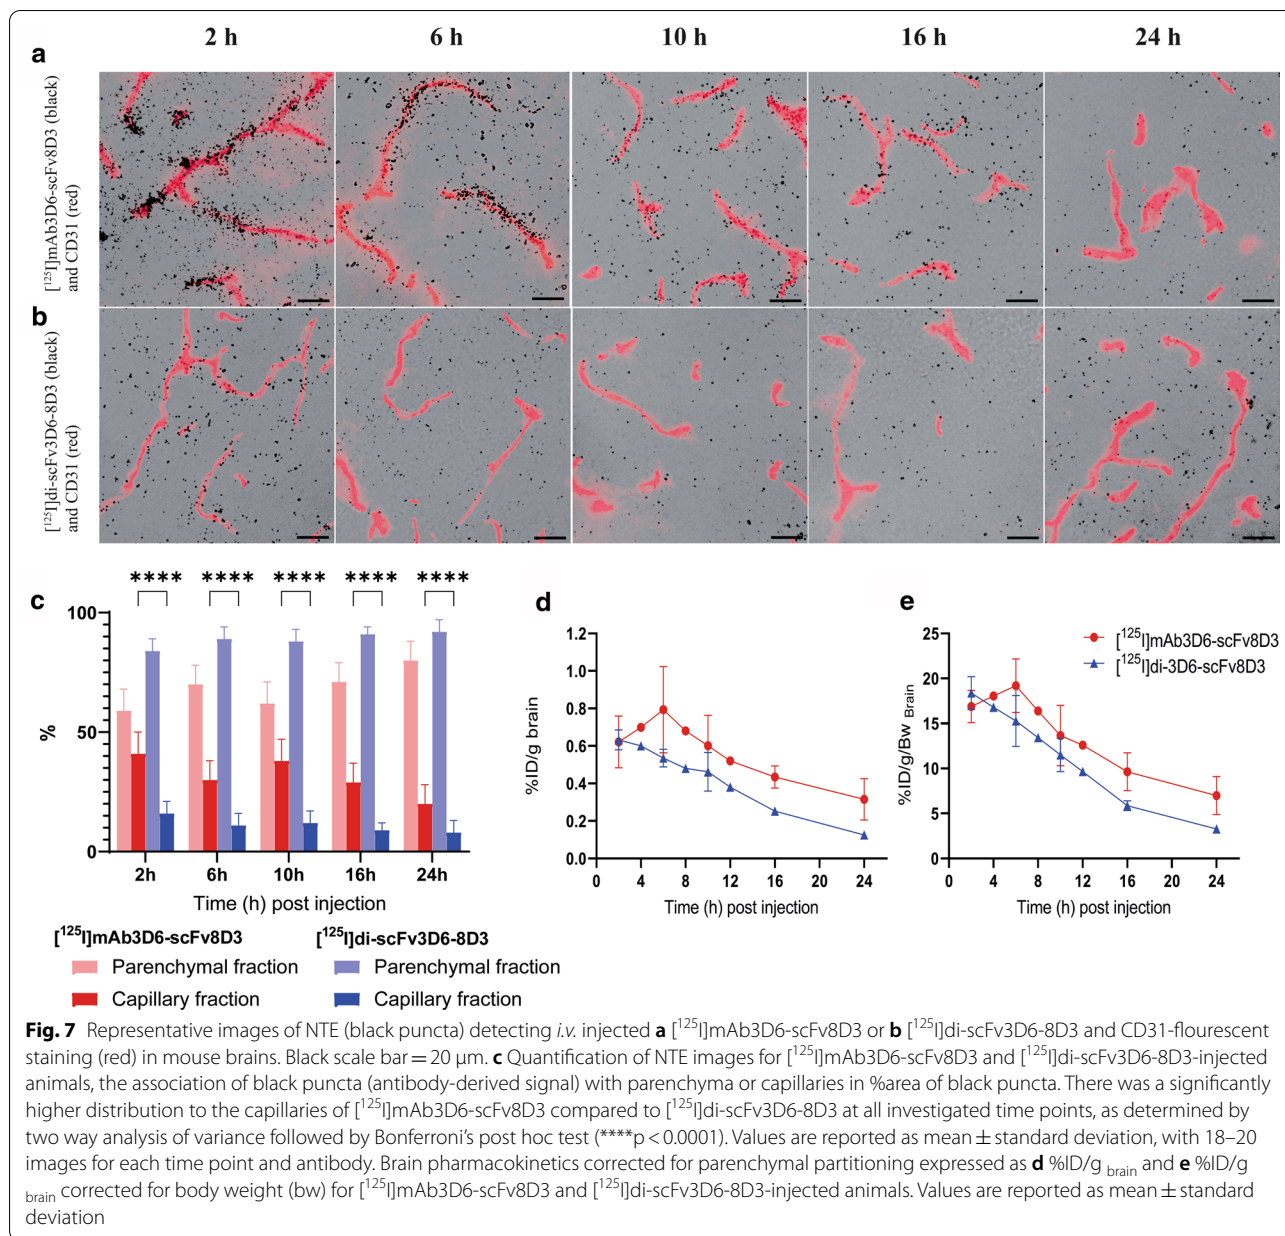 2 h 6 h 10 h 16 h 24 h
a
[¹²⁵I]mAb3D6-scFv8D3 (black)
and CD31 (red)
b
[¹²⁵I]di-scFv3D6-8D3 (black)
and CD31 (red)
c
**** **** **** **** ****
100
50
0
%
2h 6h 10h 16h 24h
Time (h) post injection
[¹²⁵I]mAb3D6-scFv8D3
Parenchymal fraction
Capillary fraction
[¹²⁵I]di-scFv3D6-8D3
Parenchymal fraction
Capillary fraction
d
1.2
1.0
0.8
0.6
0.4
0.2
0.0
%ID/g brain
0 4 8 12 16 20 24
Time (h) post injection
e
25
20
15
10
5
0
%ID/g/Bw Brain
0 4 8 12 16 20 24
Time (h) post injection
[¹²⁵I]mAb3D6-scFv8D3
[¹²⁵I]di-3D6-scFv8D3
Fig. 7 Representative images of NTE (black puncta) detecting i.v. injected a [¹²⁵I]mAb3D6-scFv8D3 or b [¹²⁵I]di-scFv3D6-8D3 and CD31-flourescent
staining (red) in mouse brains. Black scale bar = 20 µm. c Quantification of NTE images for [¹²⁵I]mAb3D6-scFv8D3 and [¹²⁵I]di-scFv3D6-8D3-injected
animals, the association of black puncta (antibody-derived signal) with parenchyma or capillaries in %area of black puncta. There was a significantly
higher distribution to the capillaries of [¹²⁵I]mAb3D6-scFv8D3 compared to [¹²⁵I]di-scFv3D6-8D3 at all investigated time points, as determined by
two way analysis of variance followed by Bonferroni's post hoc test (****p < 0.0001). Values are reported as mean ± standard deviation, with 18–20
images for each time point and antibody. Brain pharmacokinetics corrected for parenchymal partitioning expressed as d %ID/g brain and e %ID/g
brain corrected for body weight (bw) for [¹²⁵I]mAb3D6-scFv8D3 and [¹²⁵I]di-scFv3D6-8D3-injected animals. Values are reported as mean ± standard
deviation